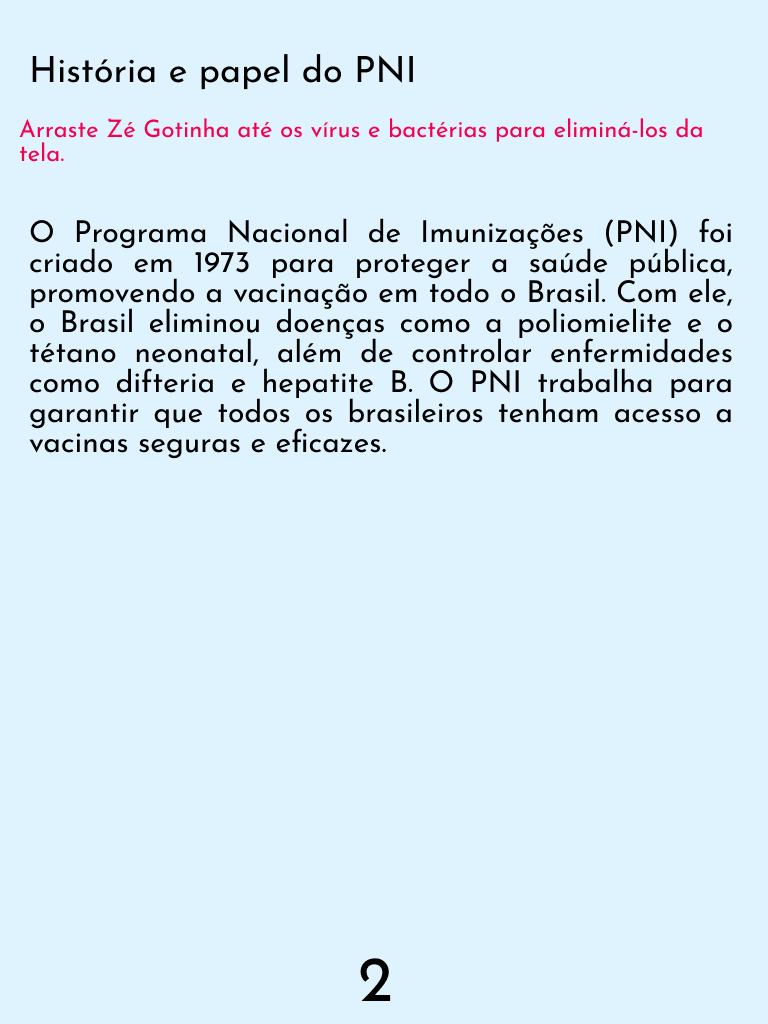 História e papel do PNI
Arraste Zé Gotinha até os vírus e bactérias para eliminá-los da
tela.
O Programa Nacional de Imunizações (PNI) foi
criado em 1973 para proteger a saúde pública,
promovendo a vacinação em todo o Brasil. Com ele,
o Brasil eliminou doenças como a poliomielite e o
tétano neonatal, além de controlar enfermidades
como difteria e hepatite B. O PNI trabalha para
garantir que todos os brasileiros tenham acesso a
vacinas seguras e eficazes.
2